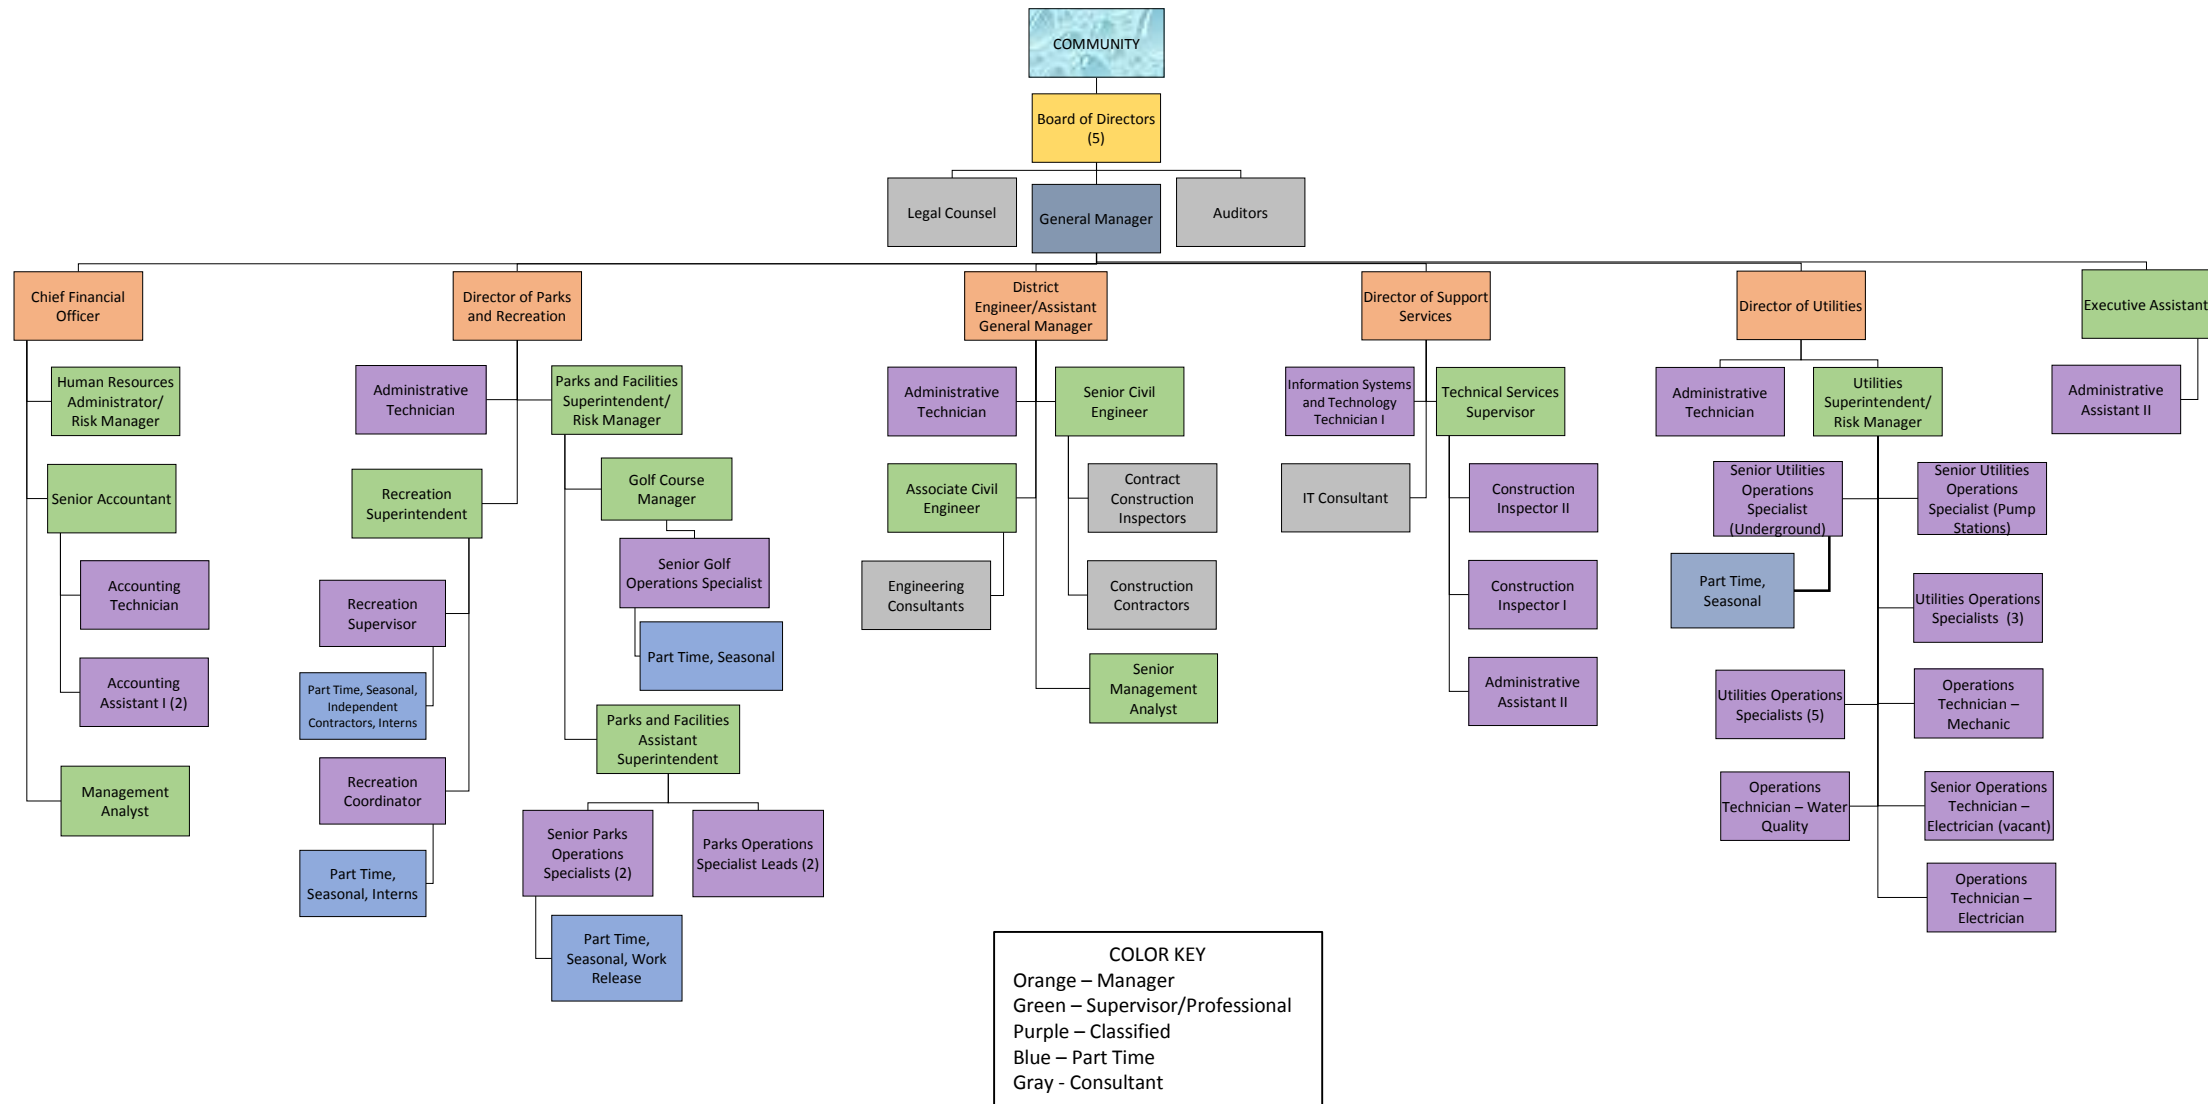 COMMUNITY
Board of Directors
(5)
Legal Counsel
General Manager
Auditors
Chief Financial
Officer
Director of Parks
and Recreation
District
Engineer/Assistant
General Manager
Director of Support
Services
Director of Utilities
Executive Assistant
Human Resources
Administrator/
Risk Manager
Senior Accountant
Accounting
Technician
Accounting
Assistant I (2)
Management
Analyst
Administrative
Technician
Parks and Facilities
Superintendent/
Risk Manager
Recreation
Superintendent
Golf Course
Manager
Senior Golf
Operations Specialist
Part Time, Seasonal
Recreation
Supervisor
Part Time, Seasonal,
Independent
Contractors, Interns
Recreation
Coordinator
Part Time,
Seasonal, Interns
Parks and Facilities
Assistant
Superintendent
Senior Parks
Operations
Specialists (2)
Parks Operations
Specialist Leads (2)
Part Time,
Seasonal, Work
Release
Administrative
Technician
Senior Civil
Engineer
Associate Civil
Engineer
Contract
Construction
Inspectors
Engineering
Consultants
Construction
Contractors
Senior
Management
Analyst
Information Systems
and Technology
Technician I
Technical Services
Supervisor
IT Consultant
Construction
Inspector II
Construction
Inspector I
Administrative
Assistant II
Administrative
Technician
Utilities
Superintendent/
Risk Manager
Senior Utilities
Operations
Specialist
(Underground)
Senior Utilities
Operations
Specialist (Pump
Stations)
Part Time,
Seasonal
Utilities Operations
Specialists  (3)
Utilities Operations
Specialists (5)
Operations
Technician –
Mechanic
Operations
Technician – Water
Quality
Senior Operations
Technician –
Electrician (vacant)
Operations
Technician –
Electrician
Administrative
Assistant II
COLOR KEY
Orange – Manager
Green – Supervisor/Professional
Purple – Classified
Blue – Part Time
Gray - Consultant